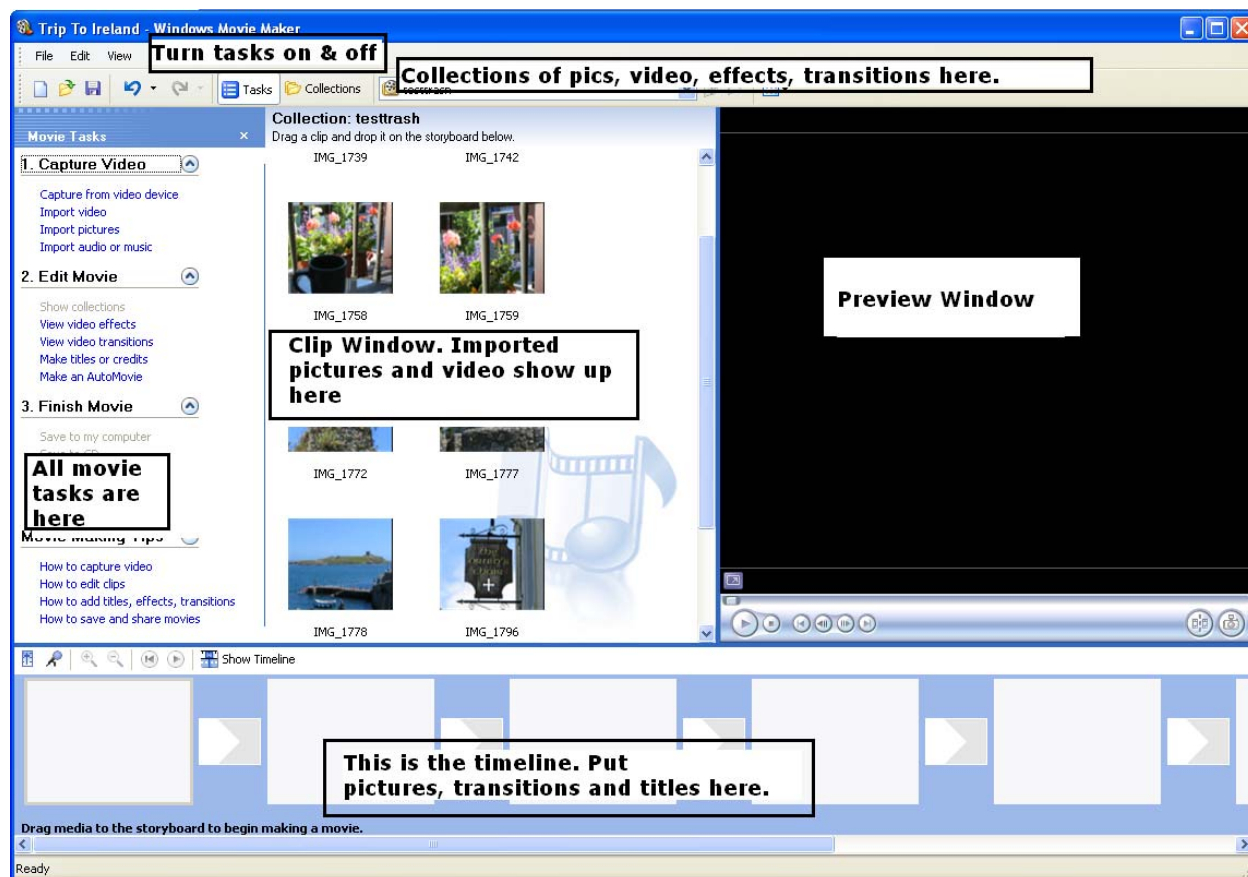 Trip To Ireland - Windows Movie Maker
File Edit View
Turn tasks on & off
Collections of pics, video, effects, transitions here.
Tasks Collections testtrash
Movie Tasks
1. Capture Video
Capture from video device
Import video
Import pictures
Import audio or music
2. Edit Movie
Show collections
View video effects
View video transitions
Make titles or credits
Make an AutoMovie
3. Finish Movie
Save to my computer
Save to CD
All movie
tasks are
here
Movie Making Tips
How to capture video
How to edit clips
How to add titles, effects, transitions
How to save and share movies
Collection: testtrash
Drag a clip and drop it on the storyboard below.
IMG_1739 IMG_1742
IMG_1758 IMG_1759
Clip Window. Imported
pictures and video show up
here
IMG_1772 IMG_1777
IMG_1778 IMG_1796
Preview Window
Show Timeline
This is the timeline. Put
pictures, transitions and titles here.
Drag media to the storyboard to begin making a movie.
Ready